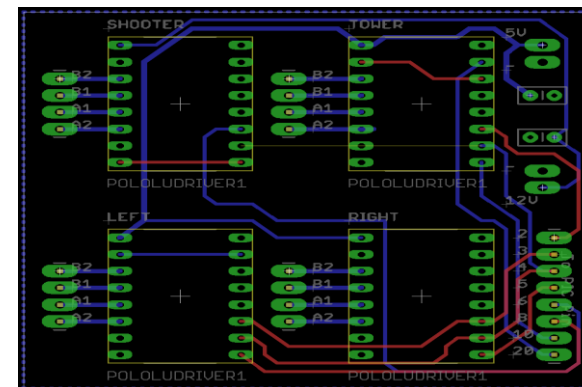 SHOOTER
TOWER
5V
B2
B1
A1
A2
B2
B1
A1
A2
POLOLUDRIVER1
POLOLUDRIVER1
12V
LEFT
RIGHT
B2
B1
A1
A2
B2
B1
A1
A2
2
3
4
5
6
8
10
20
POLOLUDRIVER1
POLOLUDRIVER1